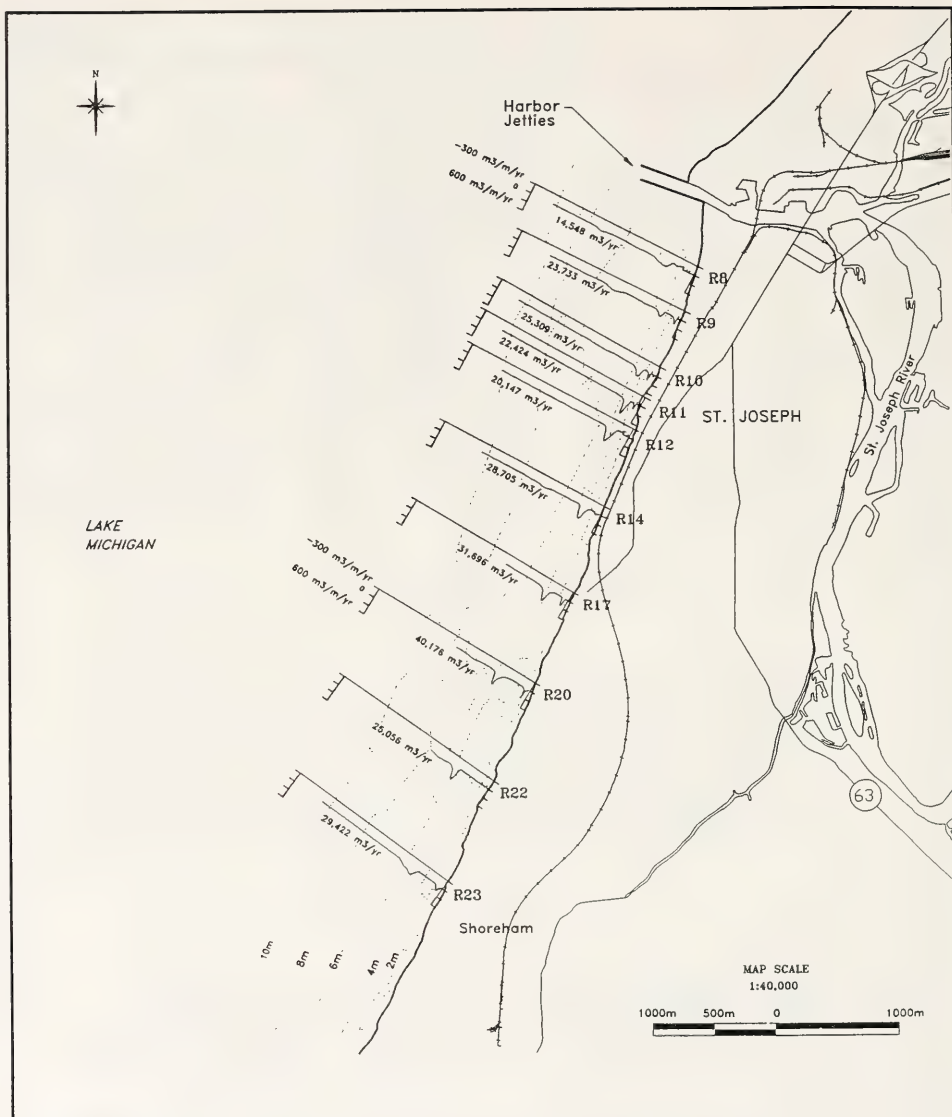 N
Harbor
Jetties
-300 m3/m/yr
0
600 m3/m/yr
14,548 m3/yr
R8
23,733 m3/yr
R9
25,309 m3/yr
R10
22,424 m3/yr
R11
ST. JOSEPH
20,147 m3/yr
R12
St. Joseph River
28,705 m3/yr
R14
LAKE
MICHIGAN
31,696 m3/yr
R17
-300 m3/m/yr
0
600 m3/m/yr
40,176 m3/yr
R20
25,056 m3/yr
R22
63
29,422 m3/yr
R23
Shoreham
10m
8m
6m
4m
2m
MAP SCALE
1:40,000
1000m
500m
0
1000m